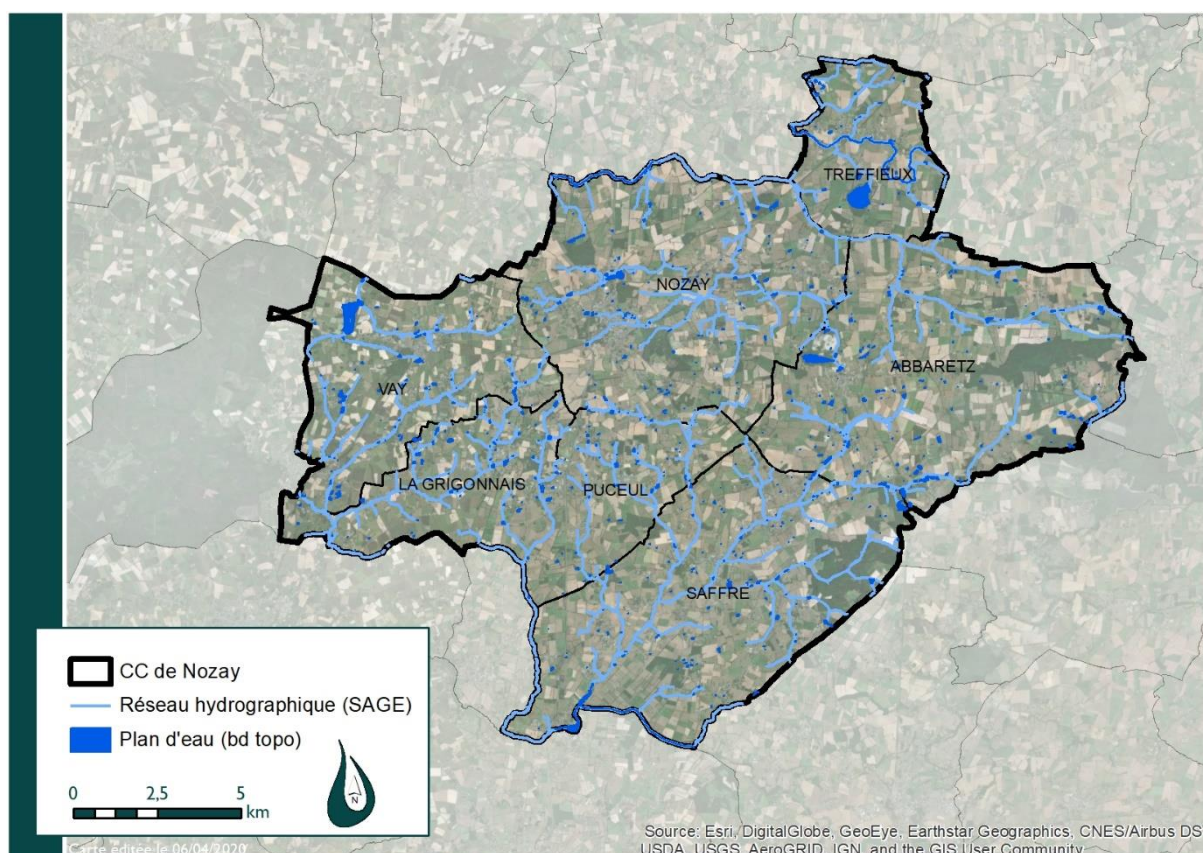 TREFFIEUX
NOZAY
ABBARETZ
VAY
LA GRIGONNAIS
PUCEUL
SAFFRE
CC de Nozay
Réseau hydrographique (SAGE)
Plan d'eau (bd topo)
0 2,5 5
km
N
Carte éditée le 06/04/2020
Source: Esri, DigitalGlobe, GeoEye, Earthstar Geographics, CNES/Airbus DS,
USDA, USGS, AeroGRID, IGN, and the GIS User Community